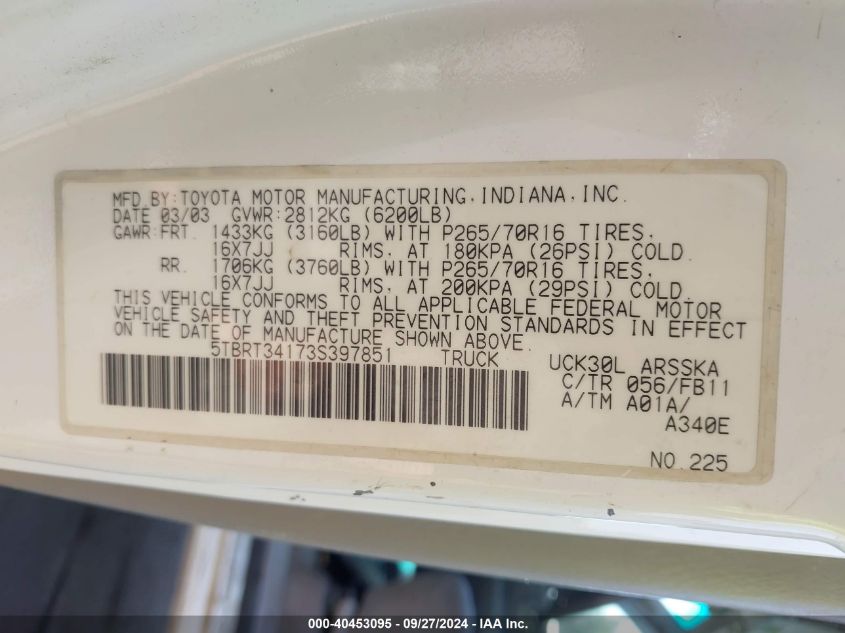 MFD.BY:TOYOTA MOTOR MANUFACTURING,INDIANA,INC.
DATE 03/03 GVWR:2812KG (6200LB)
GAWR:FRT. 1433KG (3160LB) WITH P265/70R16 TIRES,
16X7JJ RIMS, AT 180KPA (26PSI) COLD.
RR. 1706KG (3760LB) WITH P265/70R16 TIRES,
16X7JJ RIMS, AT 200KPA (29PSI) COLD.
THIS VEHICLE CONFORMS TO ALL APPLICABLE FEDERAL MOTOR
VEHICLE SAFETY AND THEFT PREVENTION STANDARDS IN EFFECT
ON THE DATE OF MANUFACTURE SHOWN ABOVE.
5TBRT34173S397851 TRUCK
UCK30L ARSSKA
C/TR 056/FB11
A/TM A01A/
A340E
NO.225
000-40453095 - 09/27/2024 - IAA Inc.